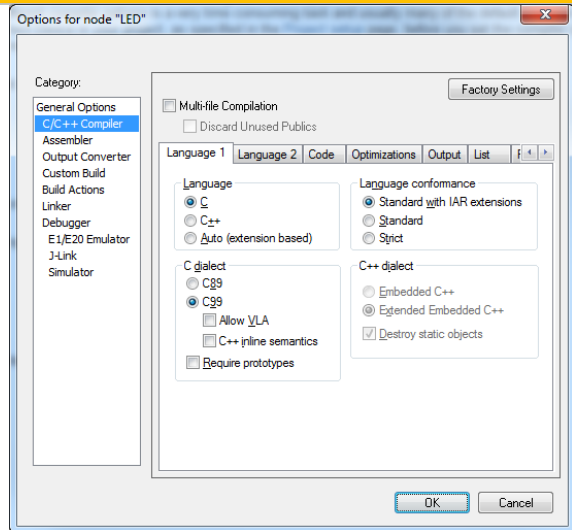 Options for node "LED"
Category:
General Options
C/C++ Compiler
Assembler
Output Converter
Custom Build
Build Actions
Linker
Debugger
E1/E20 Emulator
J-Link
Simulator
Factory Settings
Multi-file Compilation
Discard Unused Publics
Language 1 Language 2 Code Optimizations Output List
Language
C
C++
Auto (extension based)
Language conformance
Standard with IAR extensions
Standard
Strict
C dialect
C89
C99
Allow VLA
C++ inline semantics
Require prototypes
C++ dialect
Embedded C++
Extended Embedded C++
Destroy static objects
OK Cancel